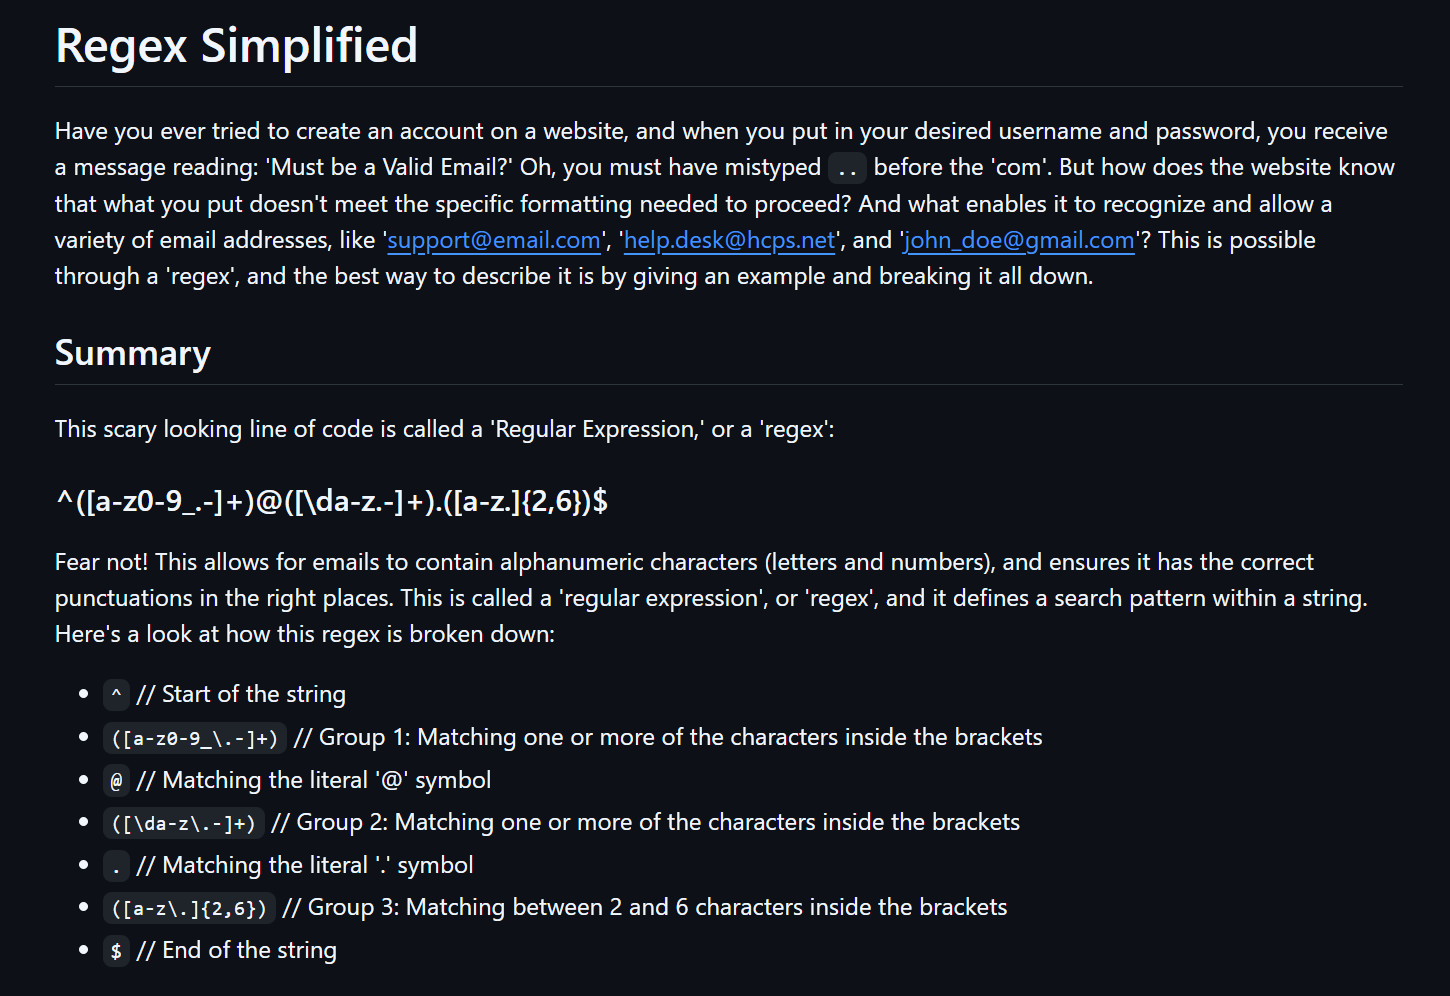 Regex Simplified
Have you ever tried to create an account on a website, and when you put in your desired username and password, you receive
a message reading: 'Must be a Valid Email?' Oh, you must have mistyped .. before the 'com'. But how does the website know
that what you put doesn't meet the specific formatting needed to proceed? And what enables it to recognize and allow a
variety of email addresses, like 'support@email.com', 'help.desk@hcps.net', and 'john_doe@gmail.com'? This is possible
through a 'regex', and the best way to describe it is by giving an example and breaking it all down.
Summary
This scary looking line of code is called a 'Regular Expression,' or a 'regex':
^([a-z0-9_.-]+)@([\da-z.-]+).([a-z.]{2,6})$
Fear not! This allows for emails to contain alphanumeric characters (letters and numbers), and ensures it has the correct
punctuations in the right places. This is called a 'regular expression', or 'regex', and it defines a search pattern within a string.
Here's a look at how this regex is broken down:
• ^ // Start of the string
• ([a-z0-9_\.-]+) // Group 1: Matching one or more of the characters inside the brackets
• @ // Matching the literal '@' symbol
• ([\da-z\.-]+) // Group 2: Matching one or more of the characters inside the brackets
• . // Matching the literal '.' symbol
• ([a-z\.]{2,6}) // Group 3: Matching between 2 and 6 characters inside the brackets
• $ // End of the string